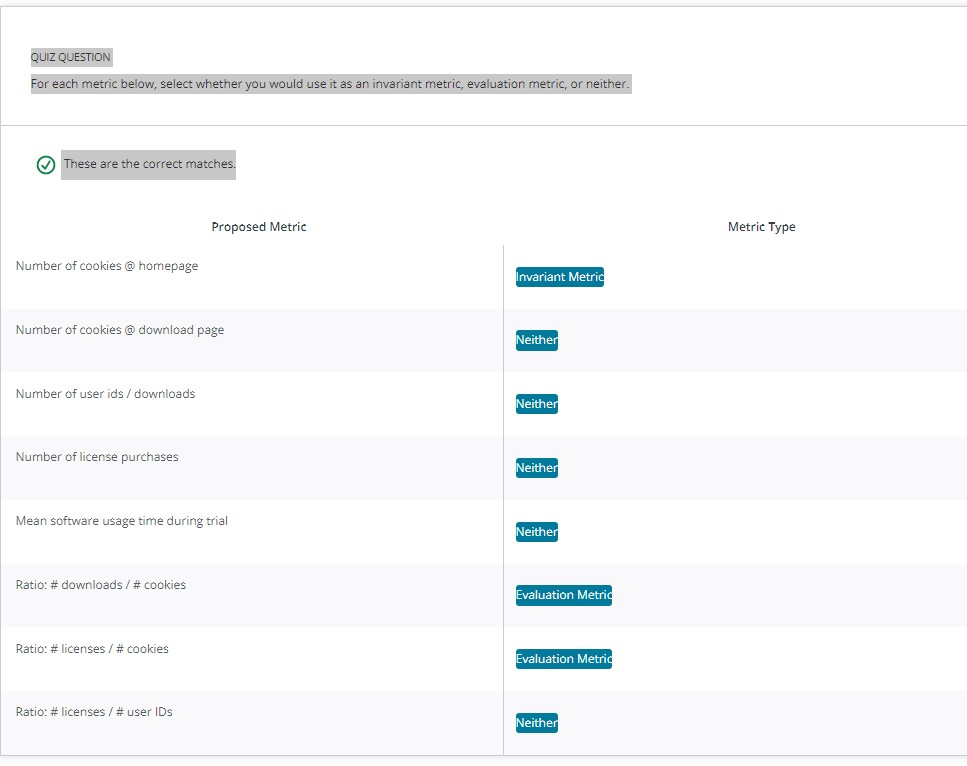 QUIZ QUESTION
For each metric below, select whether you would use it as an invariant metric, evaluation metric, or neither.
These are the correct matches.
Proposed Metric Metric Type
Number of cookies @ homepage Invariant Metric
Number of cookies @ download page Neither
Number of user ids / downloads Neither
Number of license purchases Neither
Mean software usage time during trial Neither
Ratio: # downloads / # cookies Evaluation Metric
Ratio: # licenses / # cookies Evaluation Metric
Ratio: # licenses / # user IDs Neither